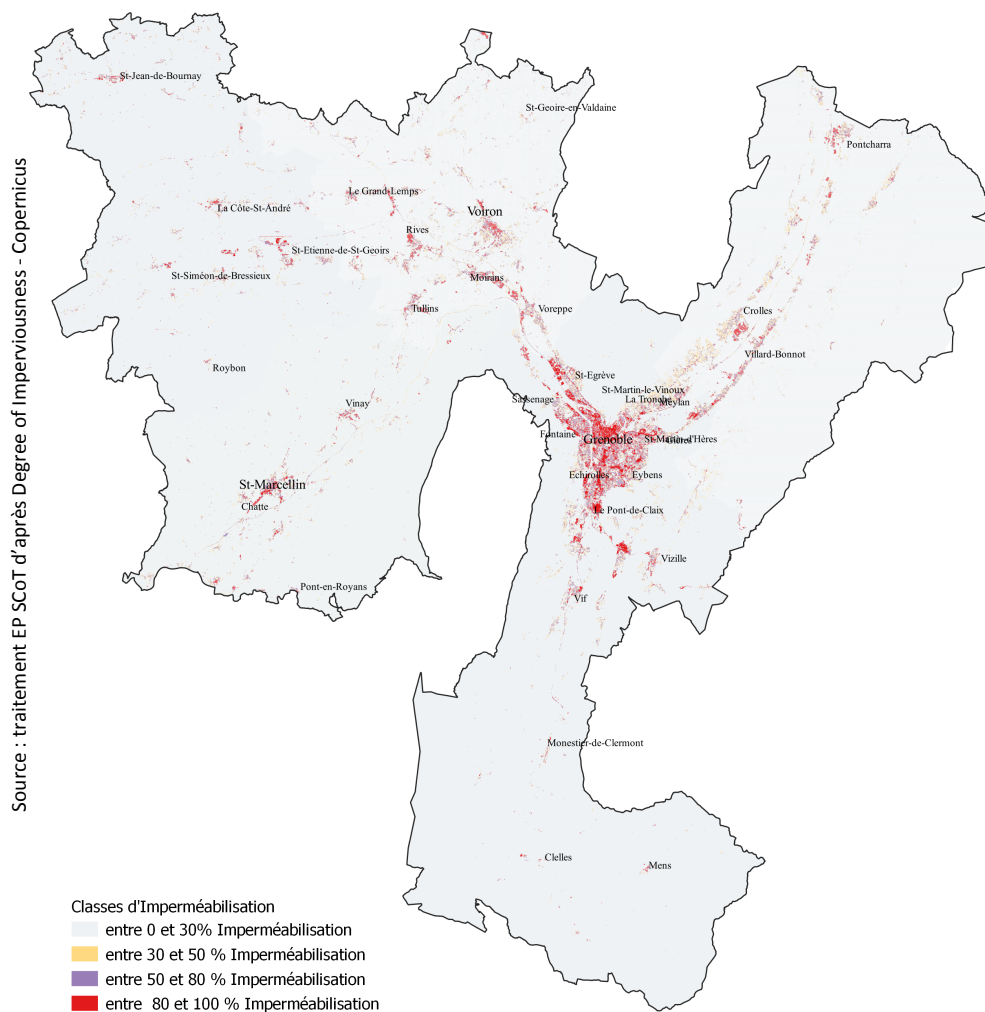 St-Jean-de-Bournay
St-Geoire-en-Valdaine
Pontcharra
Le Grand-Lemps
La Côte-St-André
Voiron
Rives
St-Etienne-de-St-Geoirs
St-Siméon-de-Bressieux
Moirans
Tullins
Voreppe
Crolles
Villard-Bonnot
Roybon
St-Egrève
St-Martin-le-Vinoux
La Tronche
Meylan
Sassenage
Vinay
Fontaine
Grenoble
St-Martin-d'Hères
Gières
St-Marcellin
Echirolles
Eybens
Chatte
Le Pont-de-Claix
Vizille
Pont-en-Royans
Vif
Monestier-de-Clermont
Clelles
Mens
Source : traitement EP SCoT d'après Degree of Imperviousness - Copernicus
Classes d'Imperméabilisation
entre 0 et 30% Imperméabilisation
entre 30 et 50 % Imperméabilisation
entre 50 et 80 % Imperméabilisation
entre 80 et 100 % Imperméabilisation